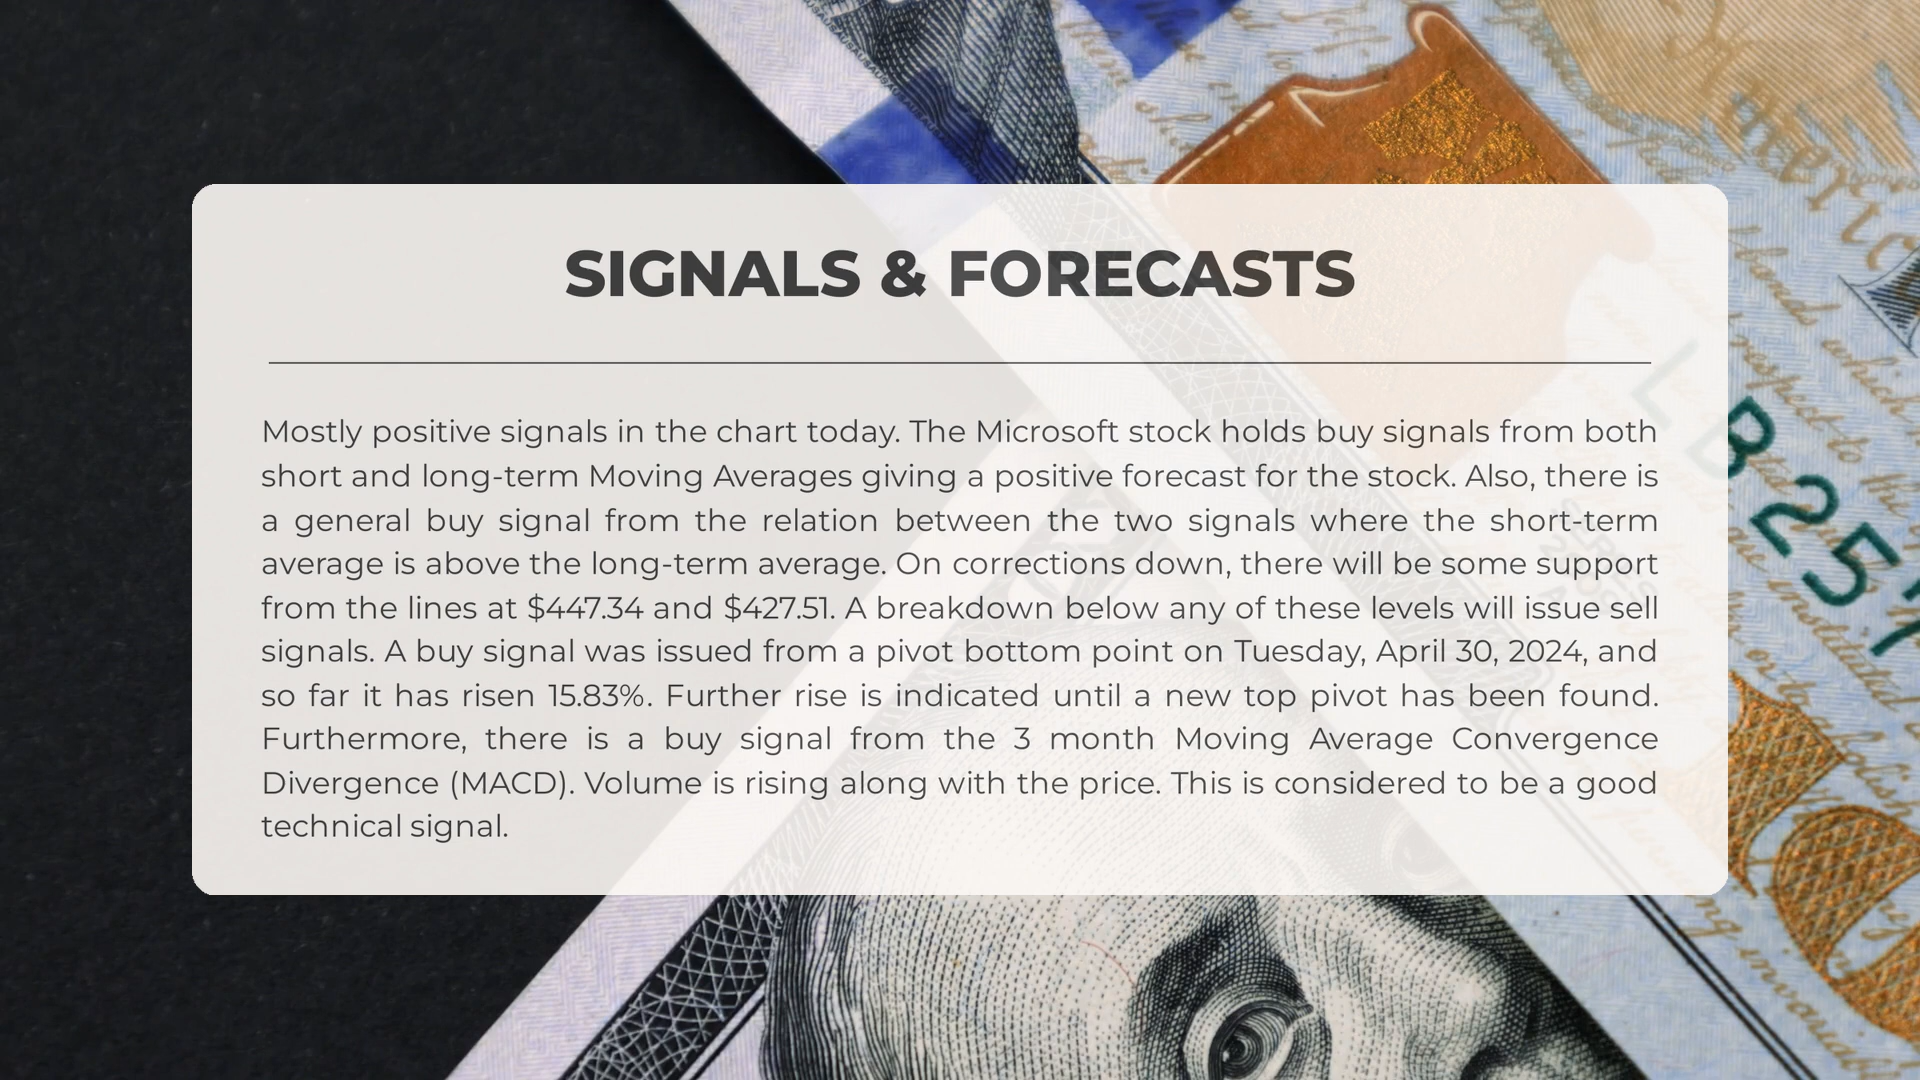 SIGNALS & FORECASTS
Mostly positive signals in the chart today. The Microsoft stock holds buy signals from both
short and long-term Moving Averages giving a positive forecast for the stock. Also, there is
a general buy signal from the relation between the two signals where the short-term
average is above the long-term average. On corrections down, there will be some support
from the lines at $447.34 and $427.51. A breakdown below any of these levels will issue sell
signals. A buy signal was issued from a pivot bottom point on Tuesday, April 30, 2024, and
so far it has risen 15.83%. Further rise is indicated until a new top pivot has been found.
Furthermore, there is a buy signal from the 3 month Moving Average Convergence
Divergence (MACD). Volume is rising along with the price. This is considered to be a good
technical signal.
L B 25